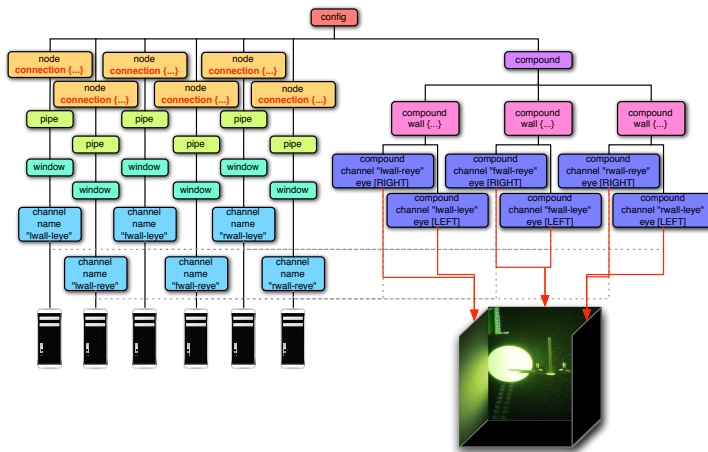 config
node
connection {...}
node
connection {...}
node
connection {...}
compound
node
connection {...}
node
connection {...}
node
connection {...}
pipe
pipe
pipe
compound
wall {...}
compound
wall {...}
compound
wall {...}
pipe
pipe
pipe
window
window
window
compound
channel "lwall-reye"
eye [RIGHT]
compound
channel "fwall-reye"
eye [RIGHT]
compound
channel "rwall-reye"
eye [RIGHT]
window
window
window
compound
channel "lwall-leye"
eye [LEFT]
compound
channel "fwall-leye"
eye [LEFT]
compound
channel "rwall-leye"
eye [LEFT]
channel
name
"lwall-leye"
channel
name
"fwall-leye"
channel
name
"rwall-leye"
channel
name
"lwall-reye"
channel
name
"fwall-reye"
channel
name
"rwall-reye"